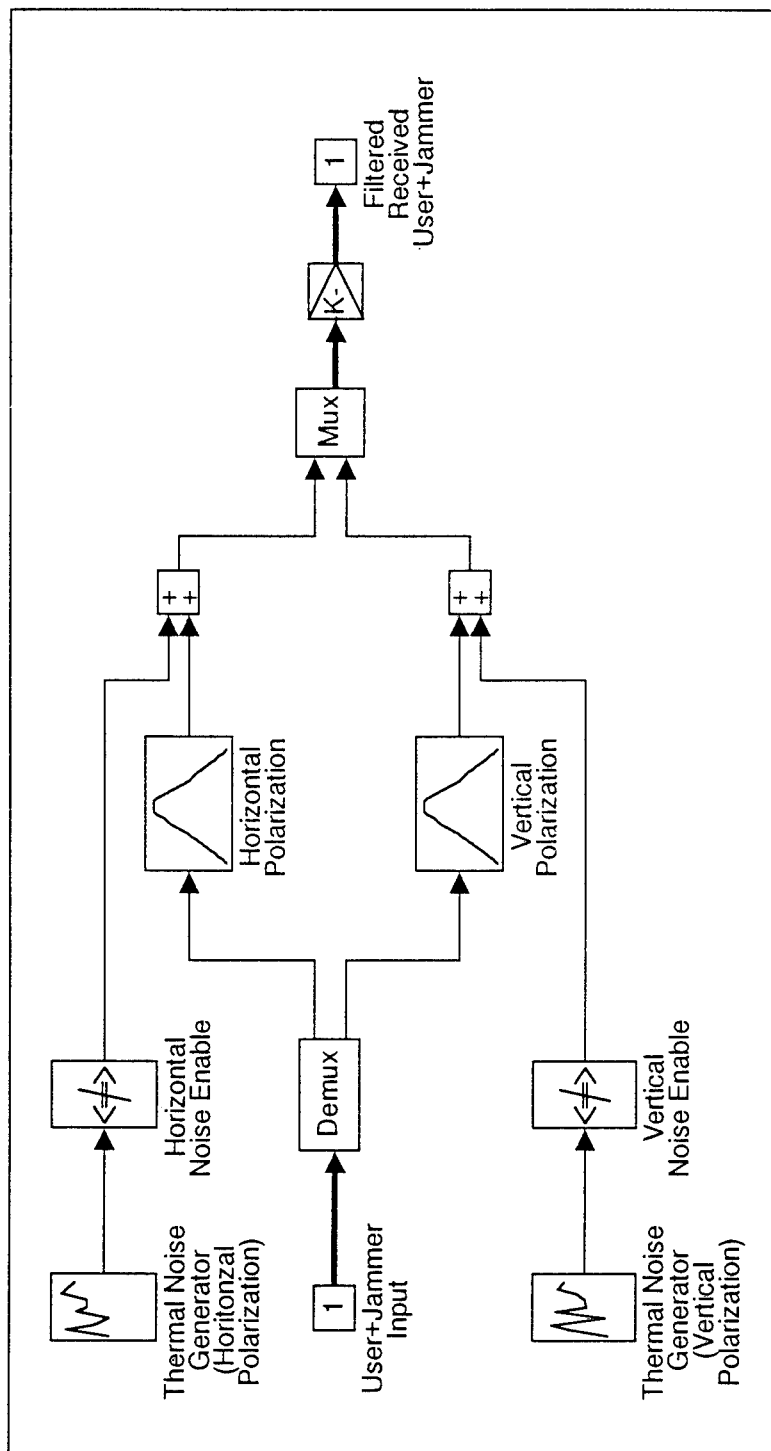 Thermal Noise
Generator
(Horitonzal
Polarization)
Horizontal
Noise Enable
+
+
Horizontal
Polarization
1
User+Jammer
Input
Demux
Mux
K-
1
Filtered
Received
User+Jammer
Vertical
Polarization
+
+
Thermal Noise
Generator
(Vertical
Polarization)
Vertical
Noise Enable